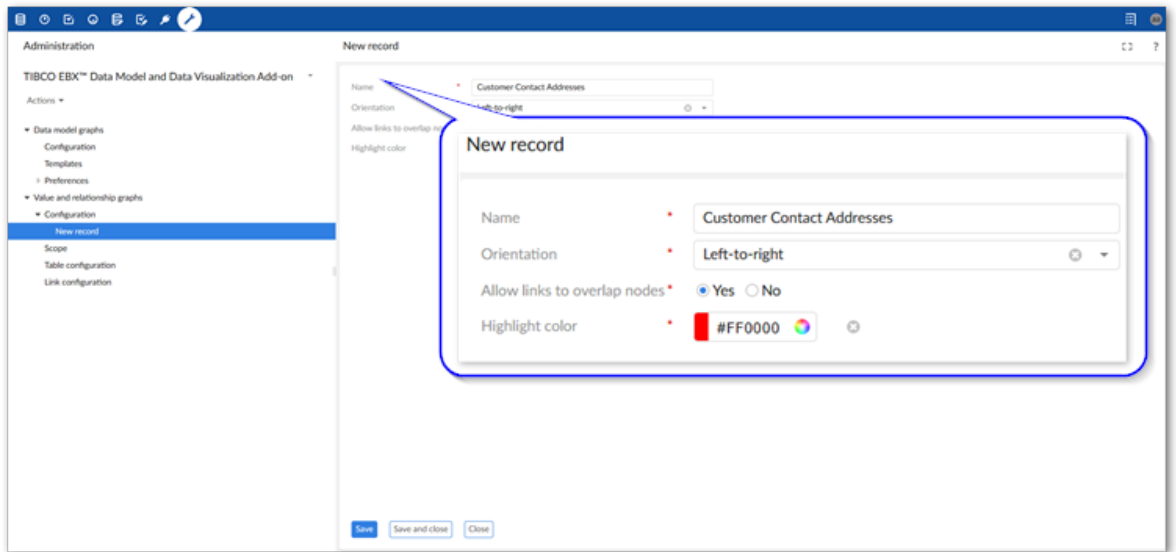 Administration
New record
?
TIBCO EBX™ Data Model and Data Visualization Add-on
Actions
Data model graphs
Configuration
Templates
Preferences
Value and relationship graphs
Configuration
New record
Scope
Table configuration
Link configuration
Name * Customer Contact Addresses
Orientation Left-to-right
Allow links to overlap
Highlight color
New record
Name * Customer Contact Addresses
Orientation * Left-to-right
Allow links to overlap nodes * Yes No
Highlight color * #FF0000
Save Save and close Close